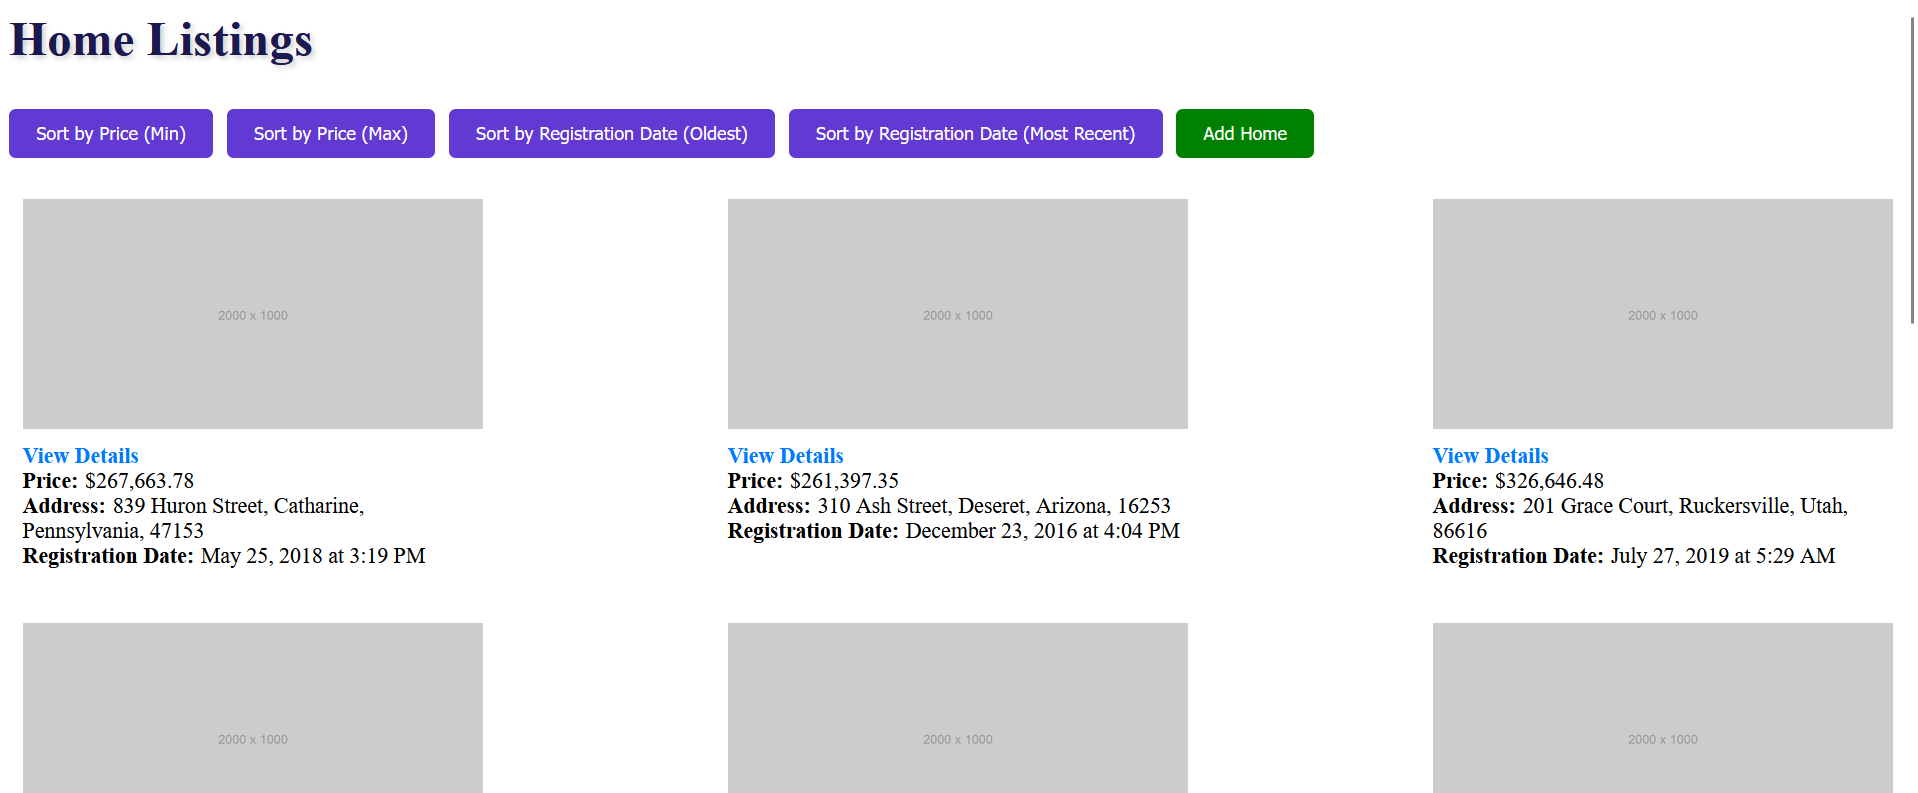 Home Listings
Sort by Price (Min)
Sort by Price (Max)
Sort by Registration Date (Oldest)
Sort by Registration Date (Most Recent)
Add Home
2000 x 1000
View Details
Price: $267,663.78
Address: 839 Huron Street, Catharine,
Pennsylvania, 47153
Registration Date: May 25, 2018 at 3:19 PM
2000 x 1000
View Details
Price: $261,397.35
Address: 310 Ash Street, Deseret, Arizona, 16253
Registration Date: December 23, 2016 at 4:04 PM
2000 x 1000
View Details
Price: $326,646.48
Address: 201 Grace Court, Ruckersville, Utah,
86616
Registration Date: July 27, 2019 at 5:29 AM
2000 x 1000
2000 x 1000
2000 x 1000